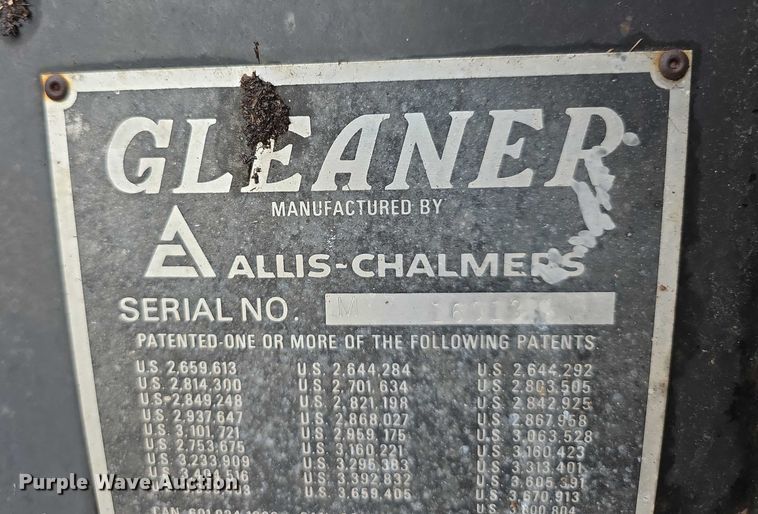 GLEANER
MANUFACTURED BY
ALLIS-CHALMERS
SERIAL NO. M
PATENTED-ONE OR MORE OF THE FOLLOWING PATENTS
U.S. 2,659,613 U.S. 2,644,284 U.S. 2,644,292
U.S. 2,814,300 U.S. 2,701,634 U.S. 2,803,505
U.S. 2,849,248 U.S. 2,821,198 U.S. 2,842,925
U.S. 2,937,647 U.S. 2,868,027 U.S. 2,867,958
U.S. 3,101,721 U.S. 2,959,175 U.S. 3,063,528
U.S. 2,753,675 U.S. 3,160,221 U.S. 3,160,423
U.S. 3,233,909 U.S. 3,295,383 U.S. 3,313,401
U.S. U.S. 3,392,832 U.S. 3,605,391
U.S. 3,659,405 U.S. 3,670,913
Purple Wave Auction